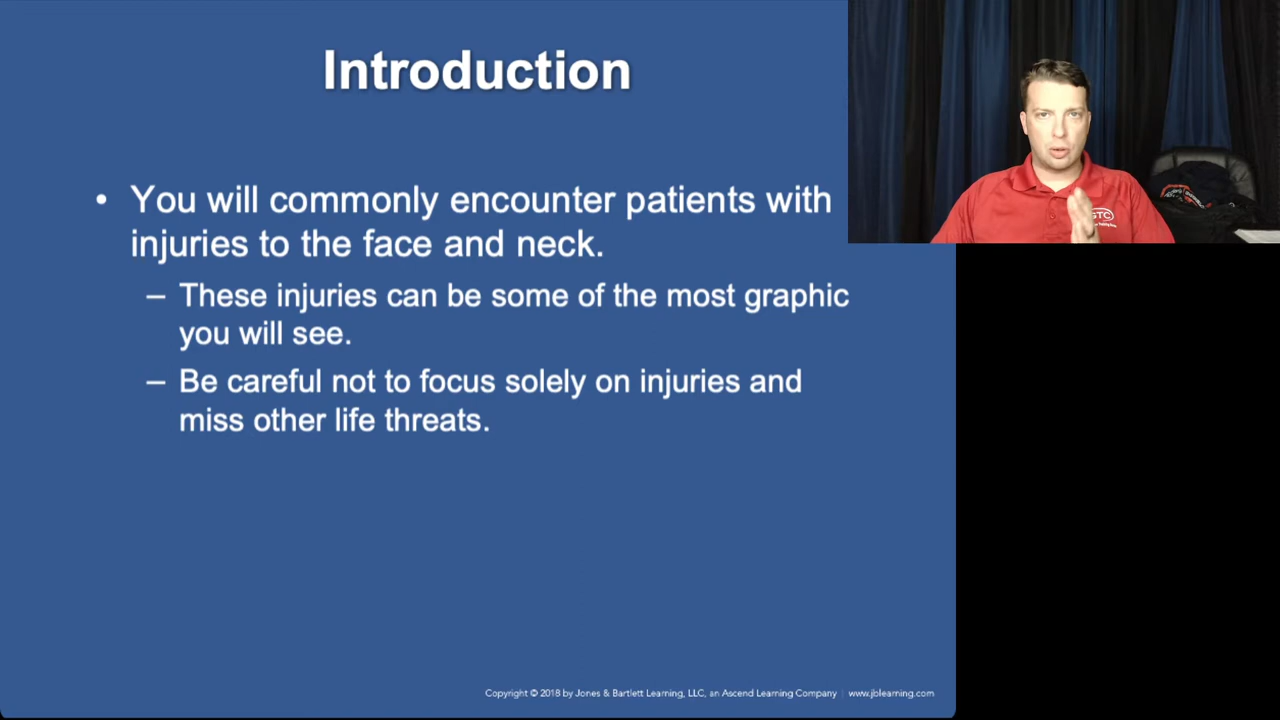 Introduction
• You will commonly encounter patients with
injuries to the face and neck.
– These injuries can be some of the most graphic
you will see.
– Be careful not to focus solely on injuries and
miss other life threats.
Copyright © 2018 by Jones & Bartlett Learning, LLC, an Ascend Learning Company | www.jblearning.com
GTC